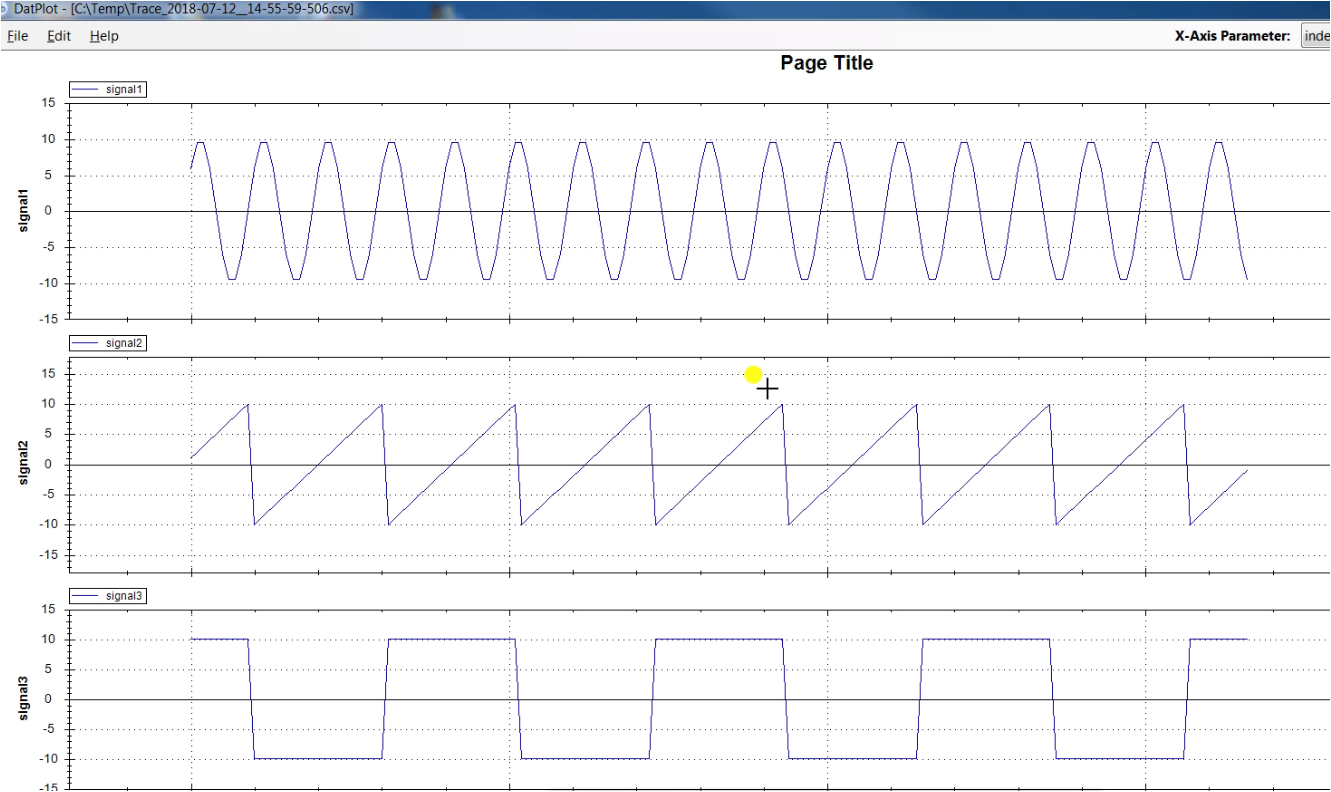 DatPlot - [C:\Temp\Trace_2018-07-12__14-55-59-506.csv]
File Edit Help X-Axis Parameter: inde
Page Title
signal1
15
10
5
0
-5
-10
-15
signal1
signal2
15
10
5
0
-5
-10
-15
signal2
signal3
15
10
5
0
-5
-10
-15
signal3